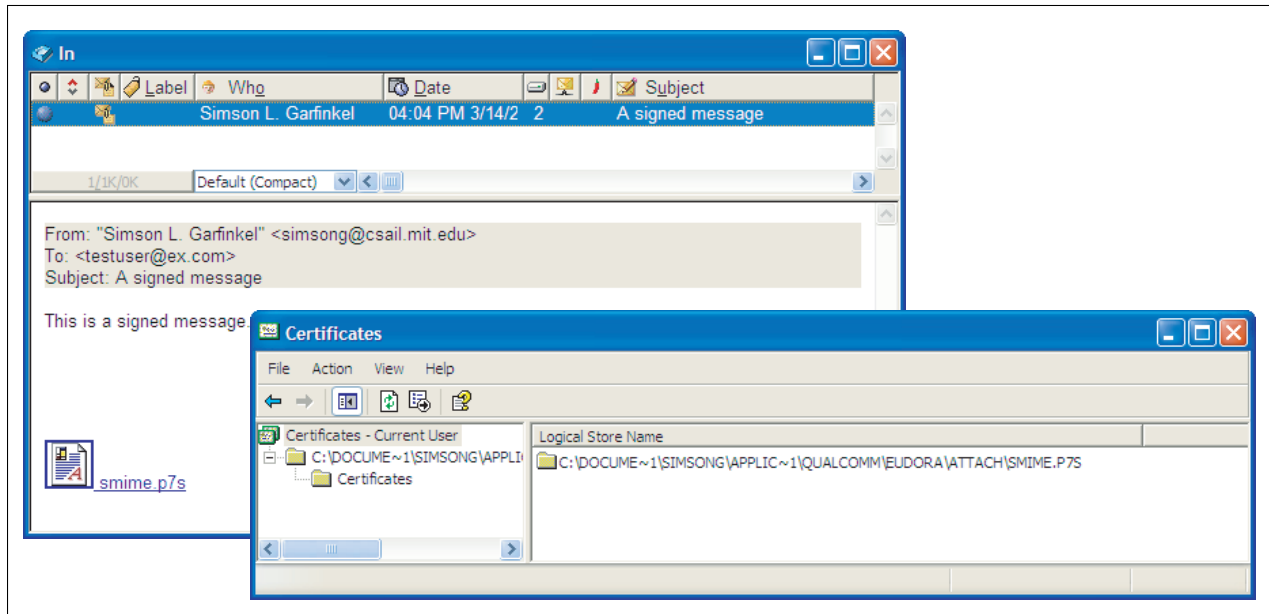 In
Label Who Date Subject
Simson L. Garfinkel 04:04 PM 3/14/2 2 A signed message
1/1K/0K Default (Compact)
From: "Simson L. Garfinkel" <simsong@csail.mit.edu>
To: <testuser@ex.com>
Subject: A signed message
This is a signed message.
smime.p7s
Certificates
File Action View Help
Certificates - Current User
C:\DOCUME~1\SIMSONG\APPLI
Certificates
Logical Store Name
C:\DOCUME~1\SIMSONG\APPLIC~1\QUALCOMM\EUDORA\ATTACH\SMIME.P7S